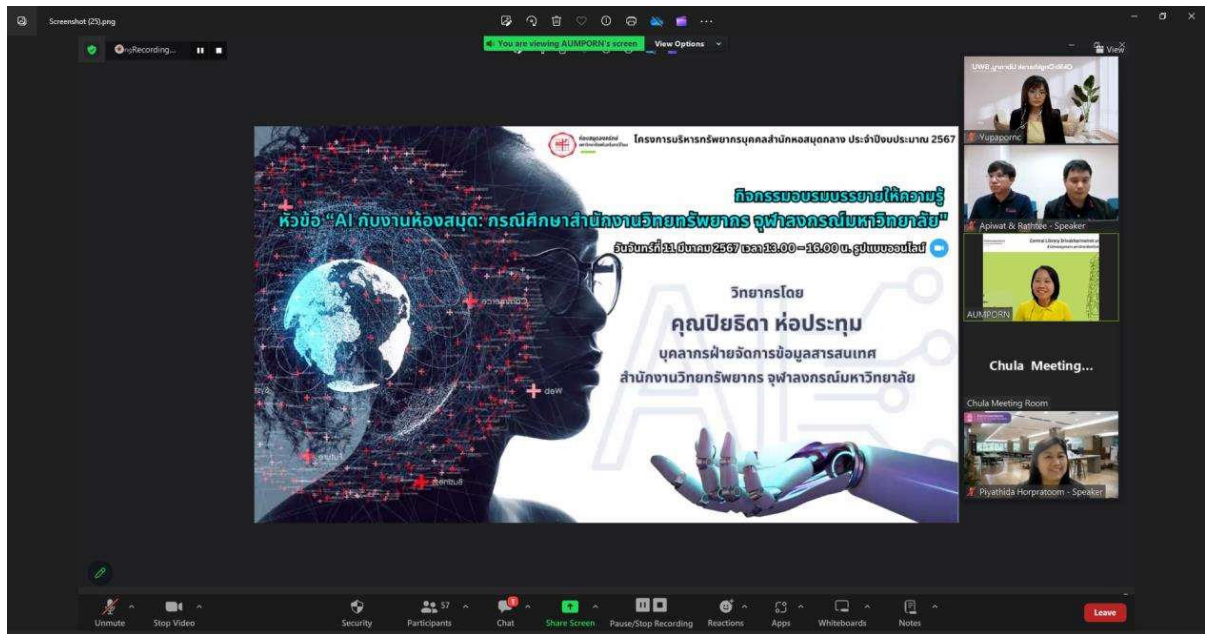 Screenshot (25).png
Recording...
You are viewing AUMPORN's screen
View Options
View
โครงการบริหารทรัพยากรบุคคลสำนักหอสมุดกลาง ประจำปีงบประมาณ 2567
กิจกรรมอบรมบรรยายให้ความรู้
หัวข้อ “AI กับงานห้องสมุด: กรณีศึกษาสำนักงานวิทยทรัพยากร จุฬาลงกรณ์มหาวิทยาลัย"
วันจันทร์ที่ 11 มีนาคม 2567 เวลา 13.00 - 16.00 น. รูปแบบออนไลน์
วิทยากรโดย
คุณปิยธิดา ห่อประทุม
บุคลากรฝ่ายจัดการข้อมูลสารสนเทศ
สำนักงานวิทยทรัพยากร จุฬาลงกรณ์มหาวิทยาลัย
Web
Future
Business
Yupapornc
Apiwat & Rathtee - Speaker
AUMPORN
Chula Meeting...
Chula Meeting Room
Piyathida Horpratoom - Speaker
Unmute
Stop Video
Security
57
Participants
1
Chat
Share Screen
Pause/Stop Recording
Reactions
Apps
Whiteboards
Notes
Leave